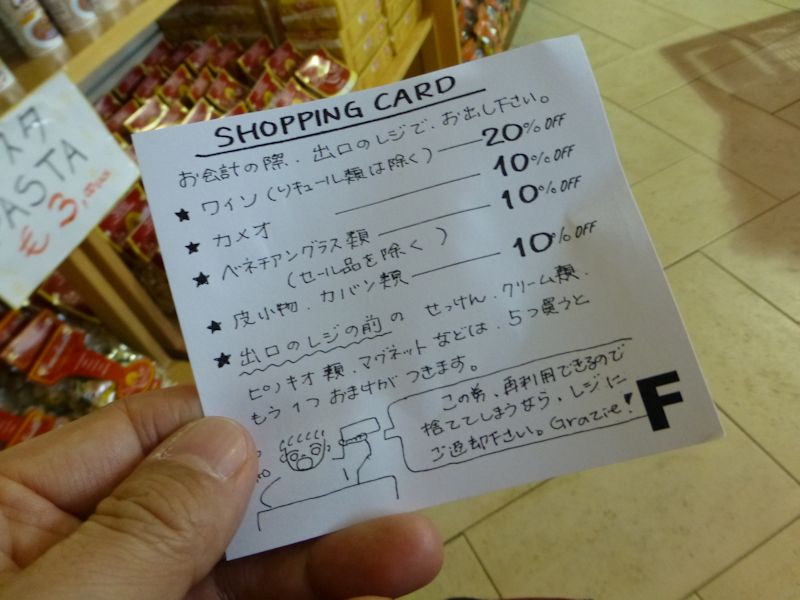 SHOPPING CARD
お会計の際、出口のレジで、お出し下さい。
★ ワイン(リキュール類は除く) 20% OFF
★ カメオ 10% OFF
★ ベネチアングラス類 10% OFF
(セール品を除く)
★ 皮小物、カバン類 10% OFF
★ 出口のレジの前の せっけん、クリーム類、
ピノキオ類、マグネットなどは、5つ買うと
もう1つおまけがつきます。
この券、再利用できるので
捨ててしまうなら、レジに
ご返却下さい。Grazie!
F
スタ
PASTA
€3,